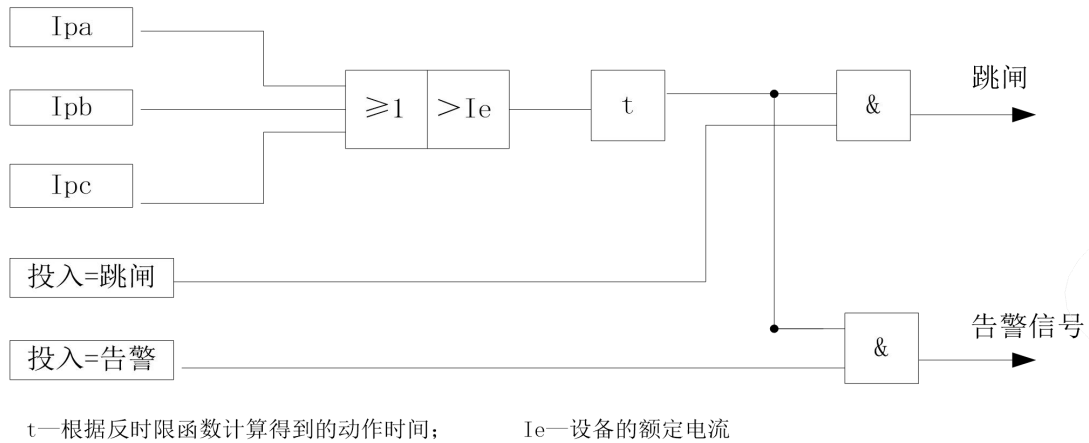 Ipa
Ipb
Ipc
≥1
>Ie
t
&
跳闸
投入=跳闸
投入=告警
&
告警信号
t—根据反时限函数计算得到的动作时间; Ie—设备的额定电流